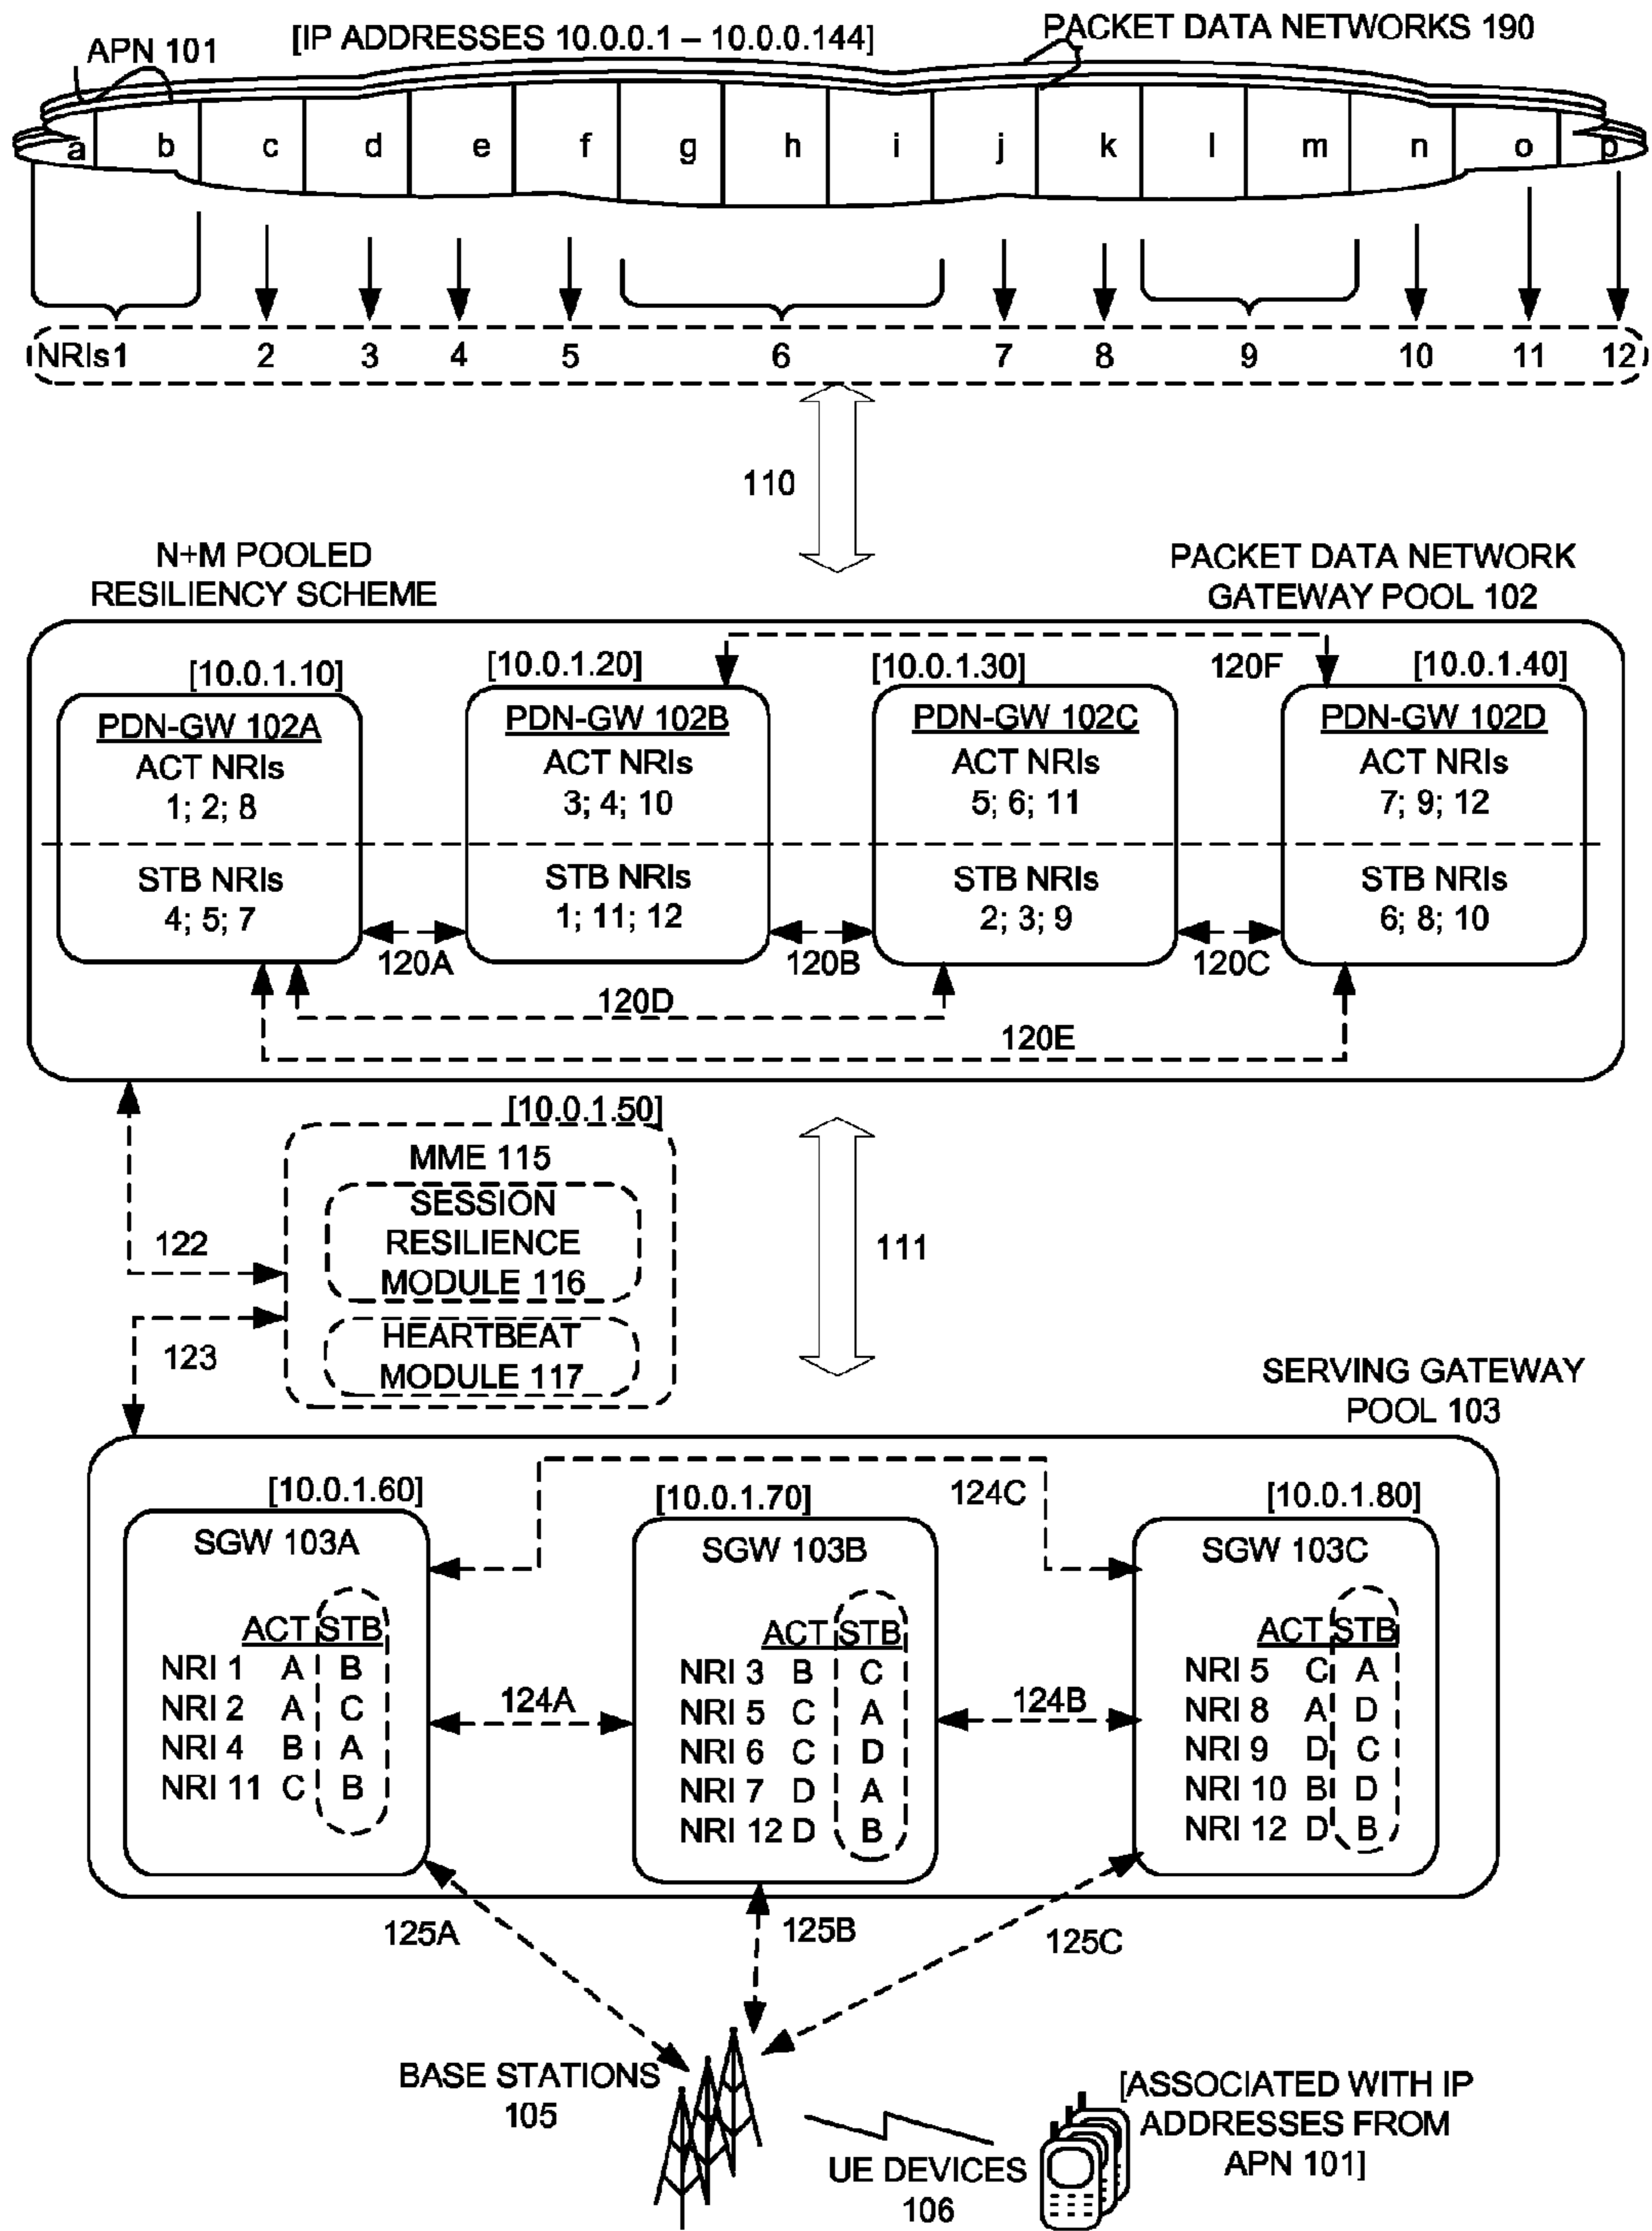 APN 101
[IP ADDRESSES 10.0.0.1 – 10.0.0.144]
PACKET DATA NETWORKS 190
a b c d e f g h i j k l m n o p
NRIs1 2 3 4 5 6 7 8 9 10 11 12
110
N+M POOLED
RESILIENCY SCHEME
PACKET DATA NETWORK
GATEWAY POOL 102
120F
[10.0.1.10]
PDN-GW 102A
ACT NRIs
1; 2; 8
STB NRIs
4; 5; 7
[10.0.1.20]
PDN-GW 102B
ACT NRIs
3; 4; 10
STB NRIs
1; 11; 12
[10.0.1.30]
PDN-GW 102C
ACT NRIs
5; 6; 11
STB NRIs
2; 3; 9
[10.0.1.40]
PDN-GW 102D
ACT NRIs
7; 9; 12
STB NRIs
6; 8; 10
120A
120B
120C
120D
120E
[10.0.1.50]
MME 115
SESSION
RESILIENCE
MODULE 116
HEARTBEAT
MODULE 117
122
123
111
SERVING GATEWAY
POOL 103
124C
[10.0.1.60]
SGW 103A
ACT STB
NRI 1 A B
NRI 2 A C
NRI 4 B A
NRI 11 C B
124A
[10.0.1.70]
SGW 103B
ACT STB
NRI 3 B C
NRI 5 C A
NRI 6 C D
NRI 7 D A
NRI 12 D B
124B
[10.0.1.80]
SGW 103C
ACT STB
NRI 5 C A
NRI 8 A D
NRI 9 D C
NRI 10 B D
NRI 12 D B
125A
125B
125C
BASE STATIONS
105
UE DEVICES
106
[ASSOCIATED WITH IP
ADDRESSES FROM
APN 101]